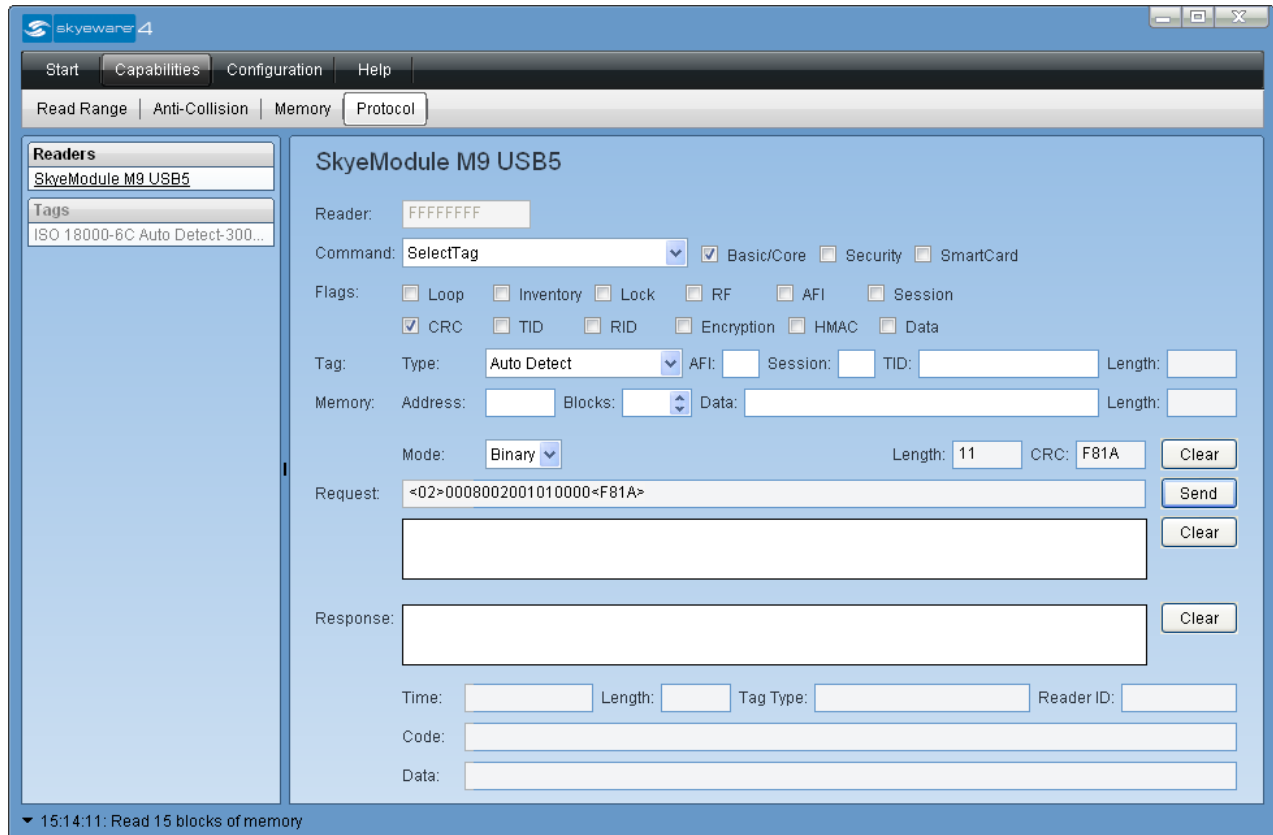 skyeware 4
Start Capabilities Configuration Help
Read Range Anti-Collision Memory Protocol
Readers
SkyeModule M9 USB5
Tags
ISO 18000-6C Auto Detect-300...
SkyeModule M9 USB5
Reader: FFFFFFFF
Command: SelectTag Basic/Core Security SmartCard
Flags: Loop Inventory Lock RF AFI Session
CRC TID RID Encryption HMAC Data
Tag: Type: Auto Detect AFI: Session: TID: Length:
Memory: Address: Blocks: Data: Length:
Mode: Binary Length: 11 CRC: F81A Clear
Request: <02>0008002001010000<F81A> Send
Clear
Response: Clear
Time: Length: Tag Type: Reader ID:
Code:
Data:
15:14:11: Read 15 blocks of memory